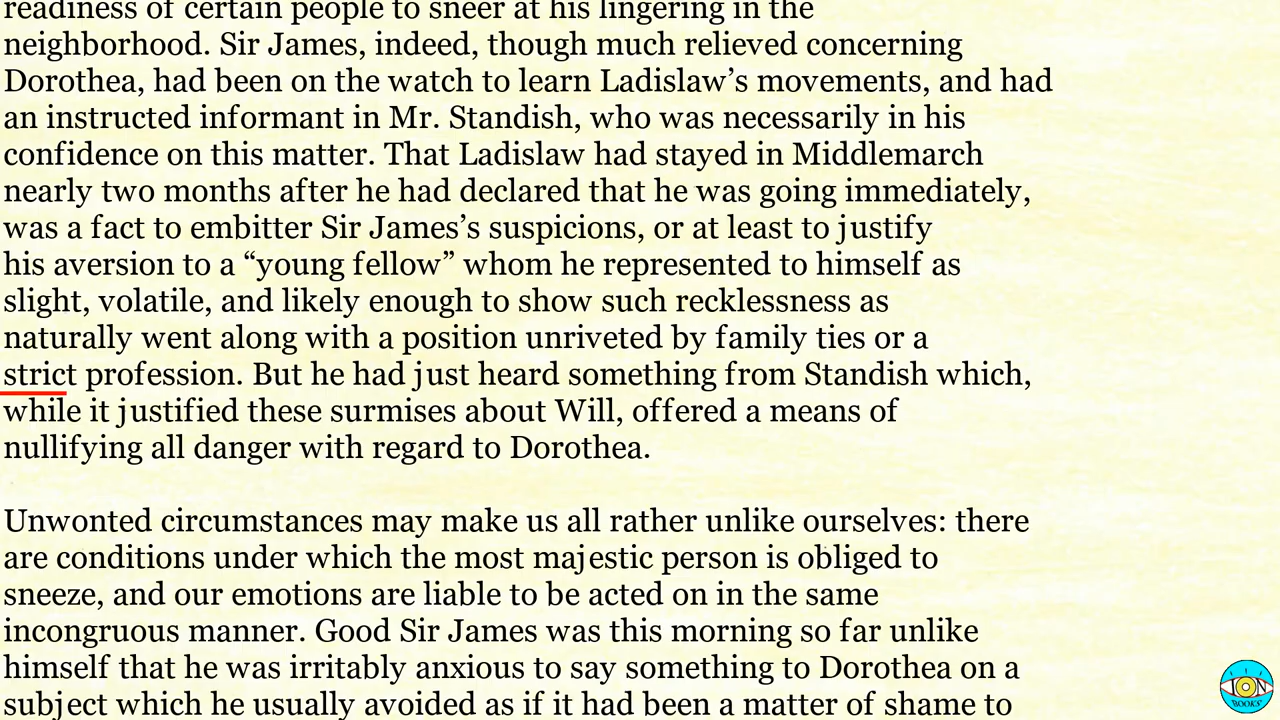 readiness of certain people to sneer at his lingering in the
neighborhood. Sir James, indeed, though much relieved concerning
Dorothea, had been on the watch to learn Ladislaw’s movements, and had
an instructed informant in Mr. Standish, who was necessarily in his
confidence on this matter. That Ladislaw had stayed in Middlemarch
nearly two months after he had declared that he was going immediately,
was a fact to embitter Sir James’s suspicions, or at least to justify
his aversion to a “young fellow” whom he represented to himself as
slight, volatile, and likely enough to show such recklessness as
naturally went along with a position unriveted by family ties or a
strict profession. But he had just heard something from Standish which,
while it justified these surmises about Will, offered a means of
nullifying all danger with regard to Dorothea.
Unwonted circumstances may make us all rather unlike ourselves: there
are conditions under which the most majestic person is obliged to
sneeze, and our emotions are liable to be acted on in the same
incongruous manner. Good Sir James was this morning so far unlike
himself that he was irritably anxious to say something to Dorothea on a
subject which he usually avoided as if it had been a matter of shame to
ION
BOOKS